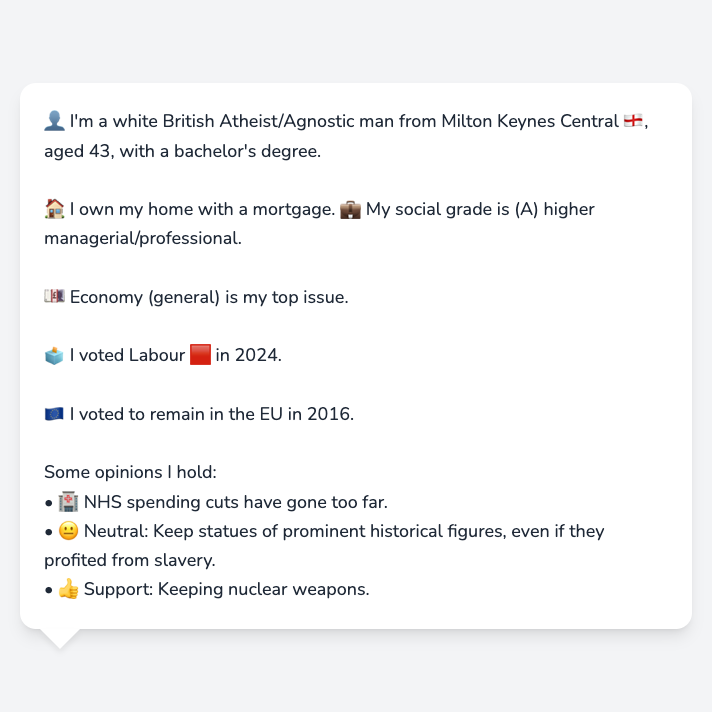 👤 I'm a white British Atheist/Agnostic man from Milton Keynes Central 🏴󠁧󠁢󠁥󠁮󠁧󠁿,
aged 43, with a bachelor's degree.
🏠 I own my home with a mortgage. 💼 My social grade is (A) higher
managerial/professional.
💷 Economy (general) is my top issue.
🗳️ I voted Labour 🟥 in 2024.
🇪🇺 I voted to remain in the EU in 2016.
Some opinions I hold:
• 🏥 NHS spending cuts have gone too far.
• 😐 Neutral: Keep statues of prominent historical figures, even if they
profited from slavery.
• 👍 Support: Keeping nuclear weapons.